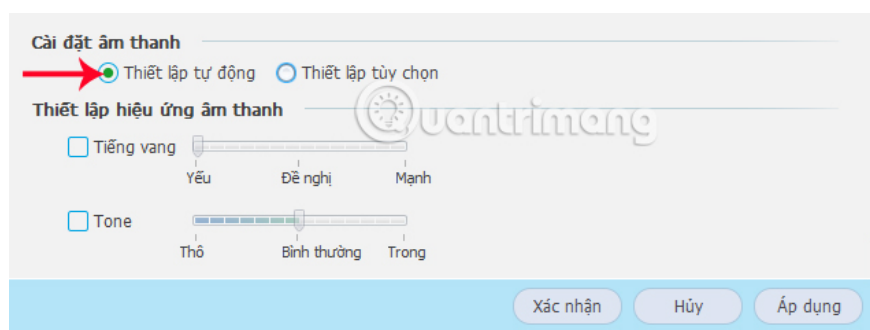 Cài đặt âm thanh
Thiết lập tự động Thiết lập tùy chọn
Thiết lập hiệu ứng âm thanh
Quantrimang
Tiếng vang
Yếu Đề nghị Mạnh
Tone
Thô Bình thường Trong
Xác nhận Hủy Áp dụng